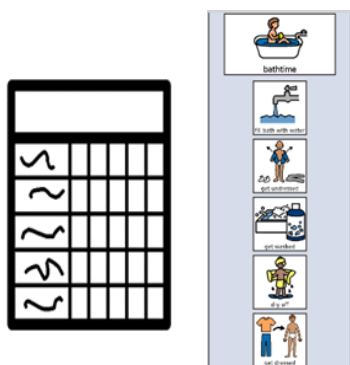 bathtime
fill bath with water
get undressed
get washed
dry off
get dressed